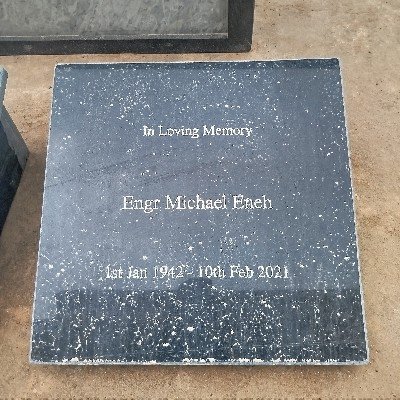 In Loving Memory
Engr Michael Eneh
1st Jan 1942 - 10th Feb 2021